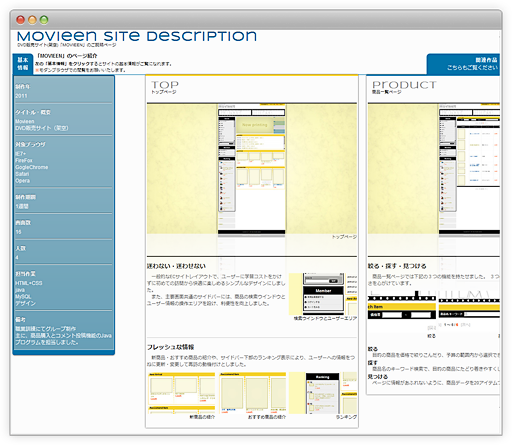 Movieen Site Description
DVD販売サイト(架空)「MOVIEEN」のご説明ページ
基本
情報
「MOVIEEN」のページ紹介
左の「基本情報」をクリックするとサイトの基本情報がご覧になれます。
※モダンブラウザでの閲覧をお願いいたします。
関連作品
こちらもご覧ください
制作年
2011
タイトル・概要
Movieen
DVD販売サイト（架空）
対象ブラウザ
IE7+
FireFox
GogleChrome
Safari
Opera
制作期間
1週間
画面数
16
人数
4
担当作業
HTML+CSS
java
MySQL
デザイン
備考
職業訓練にてグループ制作
主に、商品購入とコメント投稿機能のJava
プログラムを担当しました。
TOP
トップページ
トップページ
迷わない・迷わせない
一般的なECサイトレイアウトで、ユーザーに学習コストをかけ
ずに初めての訪問から快適に楽しめるシンプルなデザインにしまし
た。
また、主要画面共通のサイドバーには、商品の検索ウインドウとユ
ーザー情報の操作エリアを設け、利便性を向上しました。
Member
検索ウインドウとユーザーエリア
フレッシュな情報
新商品・おすすめ商品の紹介や、サイドバー下部のランキング表示により、ユーザーへの情報をつ
ねに更新・変更して再訪の動機付けとしました。
新商品の紹介
おすすめ商品の紹介
Ranking
ランキング
Product
商品一覧ページ
絞る・探す・見つける
商品一覧ページでは下記の３つの機能を持たせました。 3つ
きを心がけています。
rch Item
絞る
絞る
目的の商品を価格で絞りこんだり、予算の範囲内から選択でき
探す
商品名のキーワード検索で、目的の商品にたどり着きやすく
見つける
ページに情報があふれないように、商品データを20アイテムご